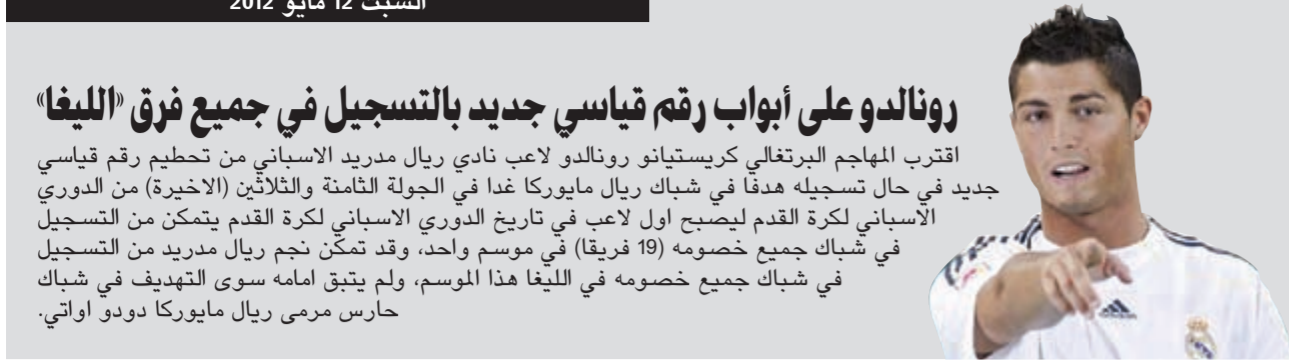 السبت 12 مايو 2012
رونالدو على أبواب رقم قياسي جديد بالتسجيل في جميع فرق «الليغا»
اقترب المهاجم البرتغالي كريستيانو رونالدو لاعب نادي ريال مدريد الاسباني من تحطيم رقم قياسي
جديد في حال تسجيله هدفا في شباك ريال مايوركا غدا في الجولة الثامنة والثلاثين (الاخيرة) من الدوري
الاسباني لكرة القدم ليصبح اول لاعب في تاريخ الدوري الاسباني لكرة القدم يتمكن من التسجيل
في شباك جميع خصومه (19 فريقا) في موسم واحد، وقد تمكن نجم ريال مدريد من التسجيل
في شباك جميع خصومه في الليغا هذا الموسم، ولم يتبق امامه سوى التهديف في شباك
حارس مرمى ريال مايوركا دودو اواتي.